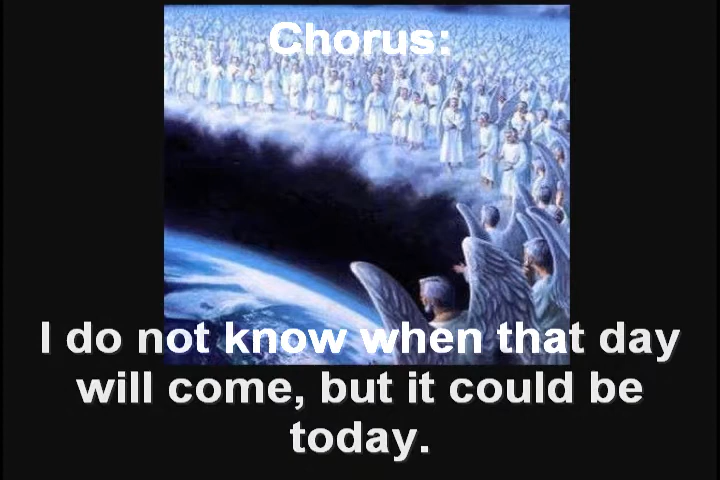 Chorus:
I do not know when that day
will come, but it could be
today.